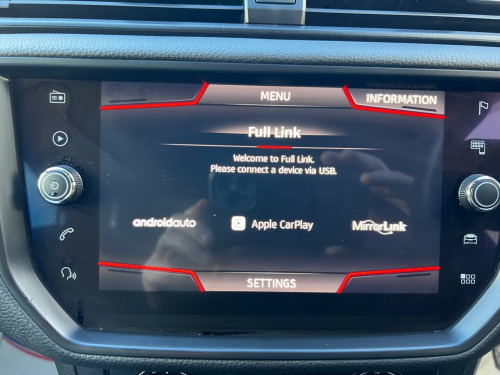 MENU
INFORMATION
Full Link
Welcome to Full Link.
Please connect a device via USB.
androidauto
Apple CarPlay
MirrorLink
SETTINGS